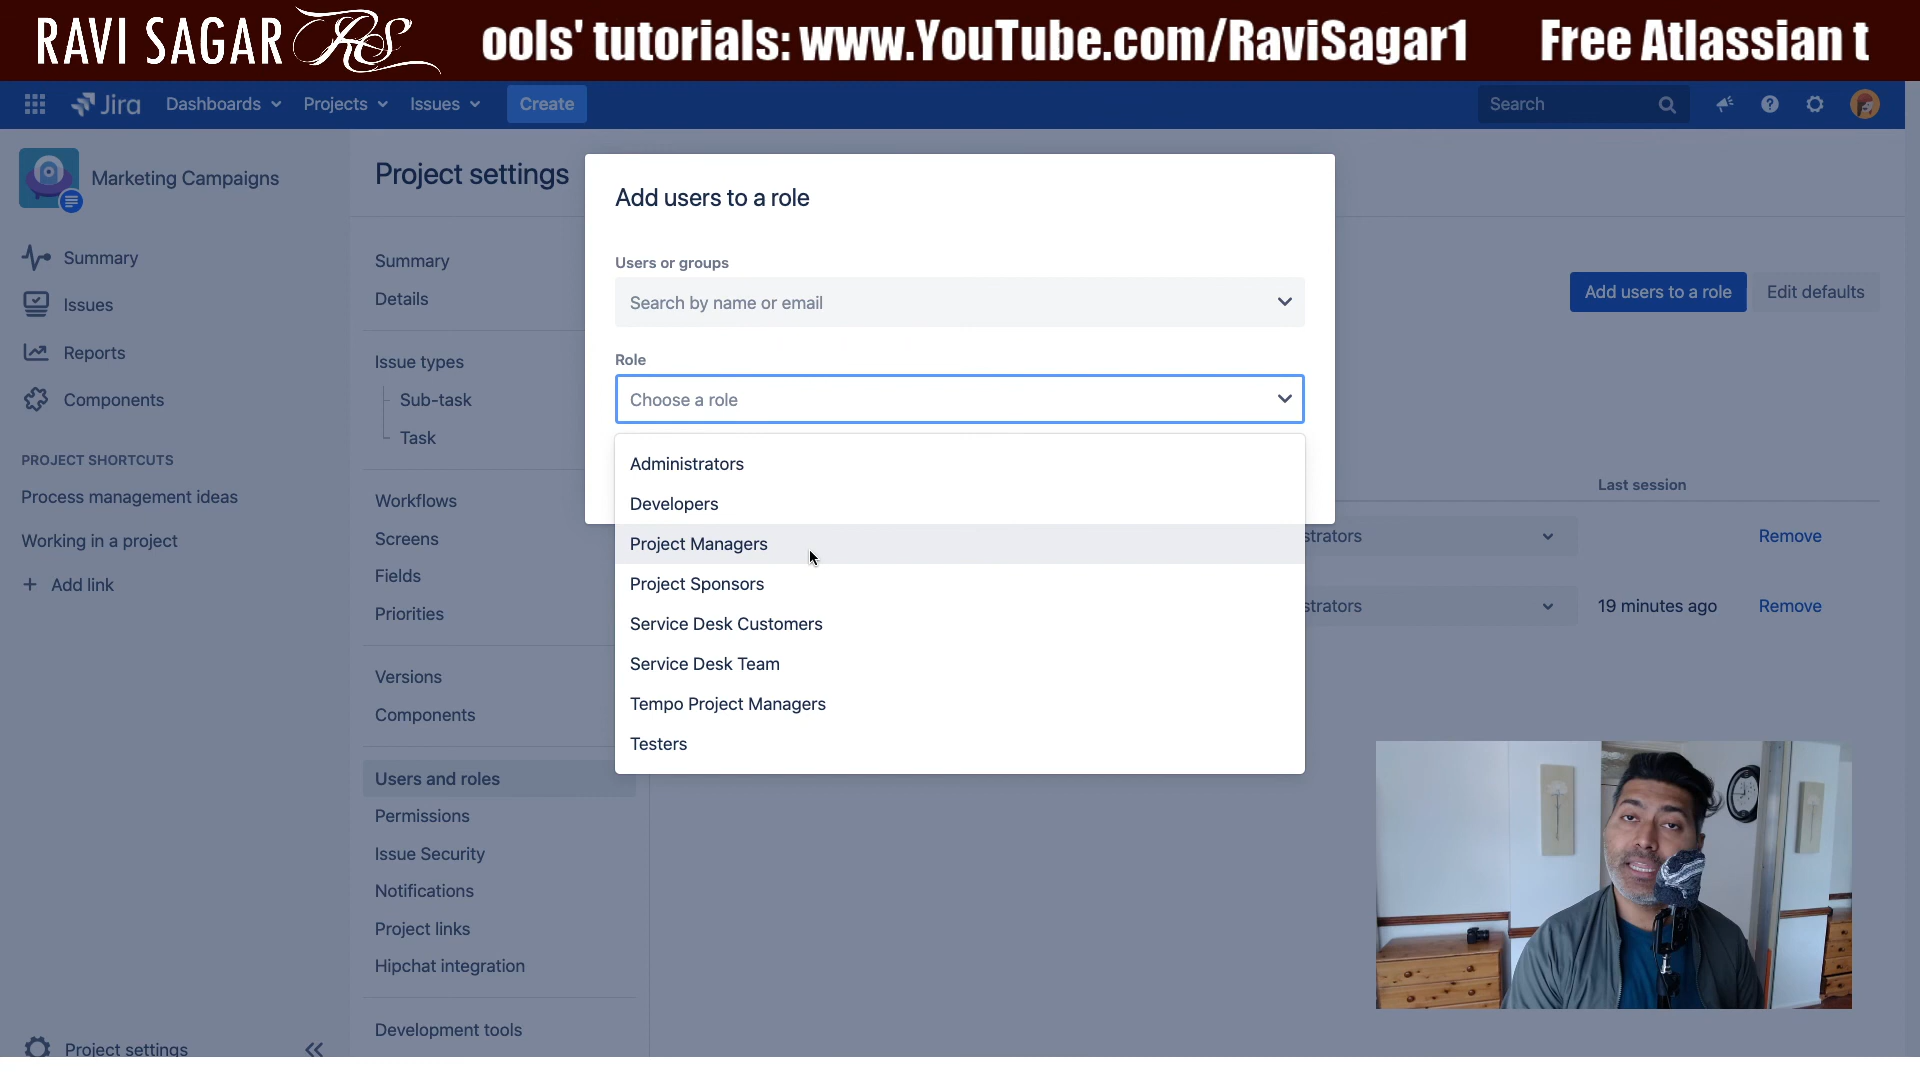 RAVI SAGAR RS
ools' tutorials: www.YouTube.com/RaviSagar1 Free Atlassian t
Jira Dashboards Projects Issues Create Search
Marketing Campaigns
Summary
Issues
Reports
Components
PROJECT SHORTCUTS
Process management ideas
Working in a project
+ Add link
Project settings
Project settings
Summary
Details
Issue types
Sub-task
Task
Workflows
Screens
Fields
Priorities
Versions
Components
Users and roles
Permissions
Issue Security
Notifications
Project links
Hipchat integration
Development tools
Add users to a role
Users or groups
Search by name or email
Role
Choose a role
Administrators
Developers
Project Managers
Project Sponsors
Service Desk Customers
Service Desk Team
Tempo Project Managers
Testers
Add users to a role Edit defaults
Last session
strators Remove
strators 19 minutes ago Remove